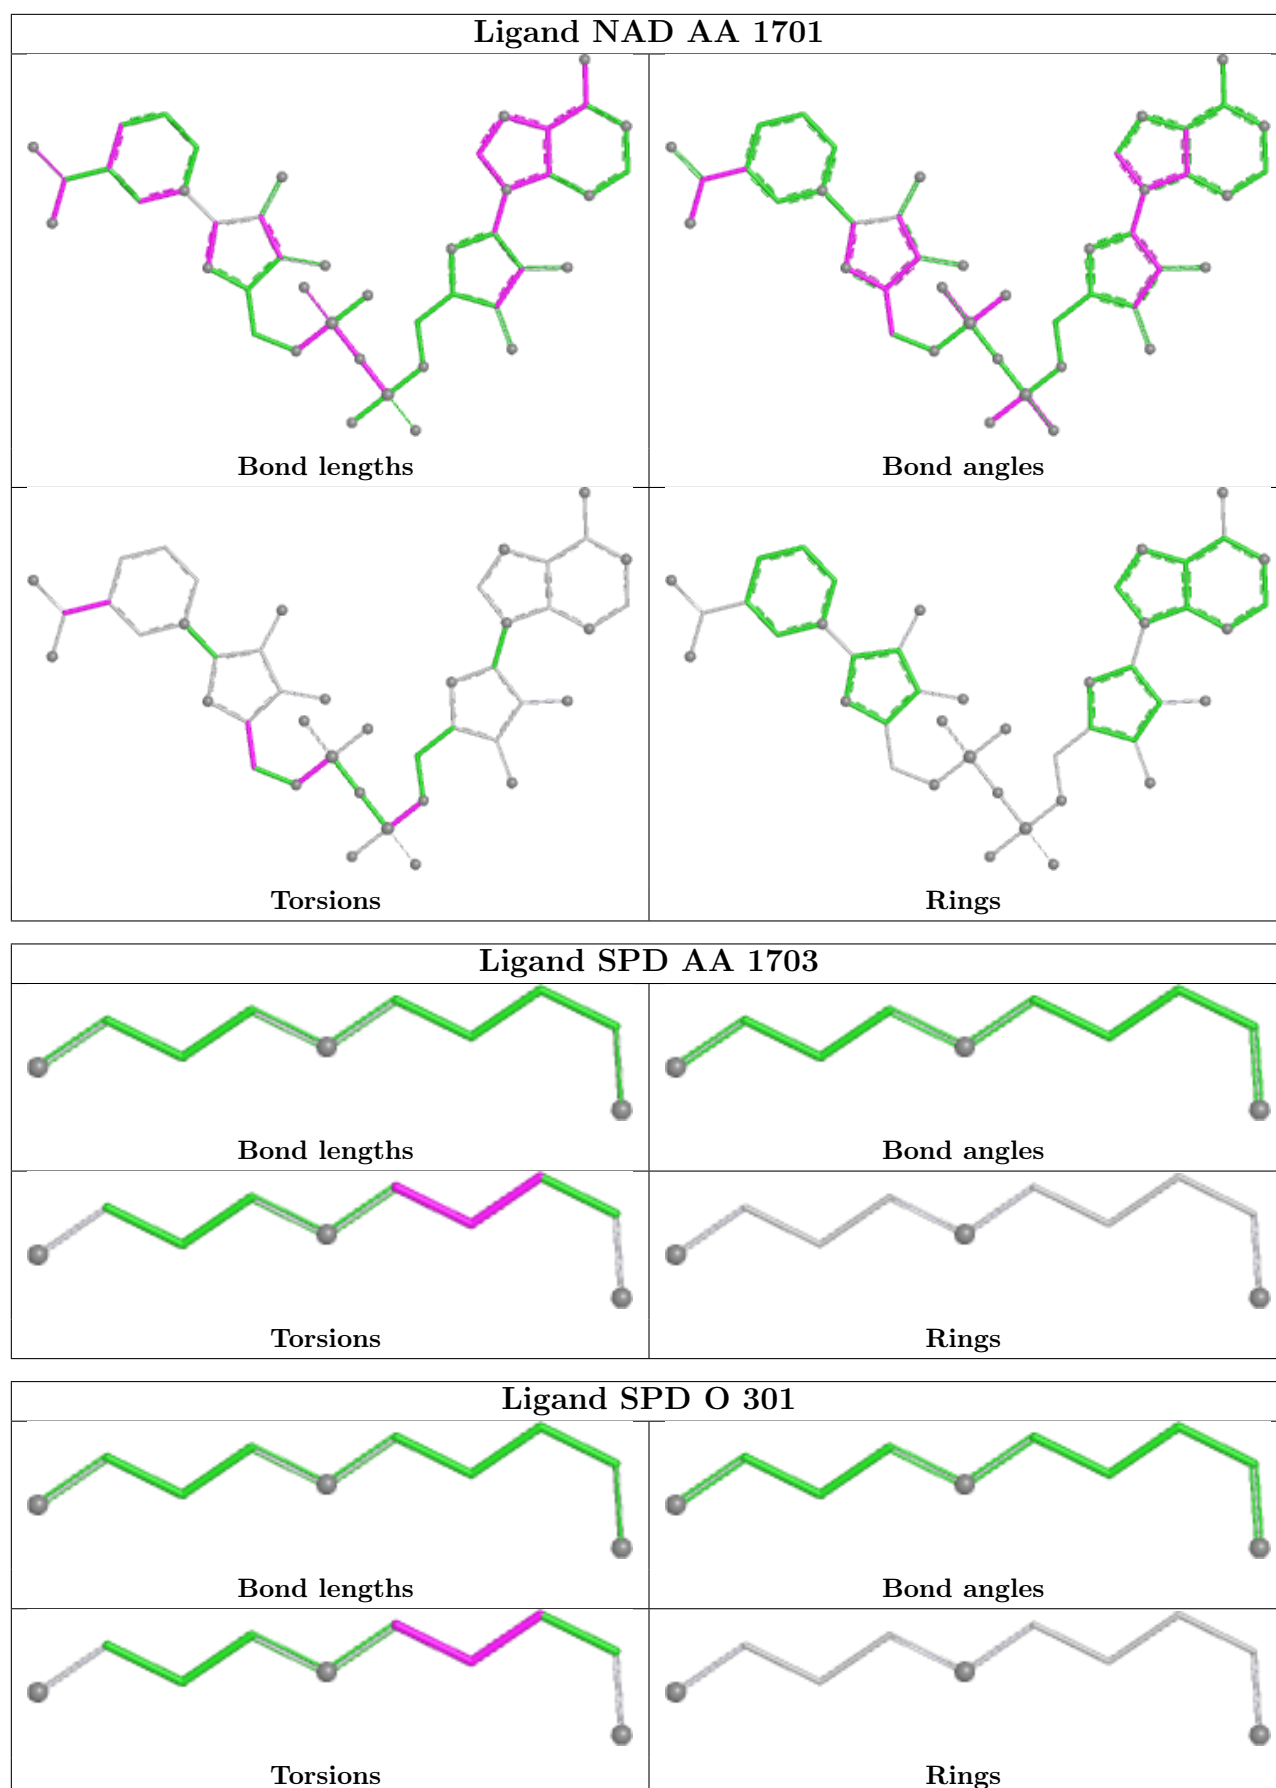 Ligand NAD AA 1701
Bond lengths
Bond angles
Torsions
Rings
Ligand SPD AA 1703
Bond lengths
Bond angles
Torsions
Rings
Ligand SPD O 301
Bond lengths
Bond angles
Torsions
Rings